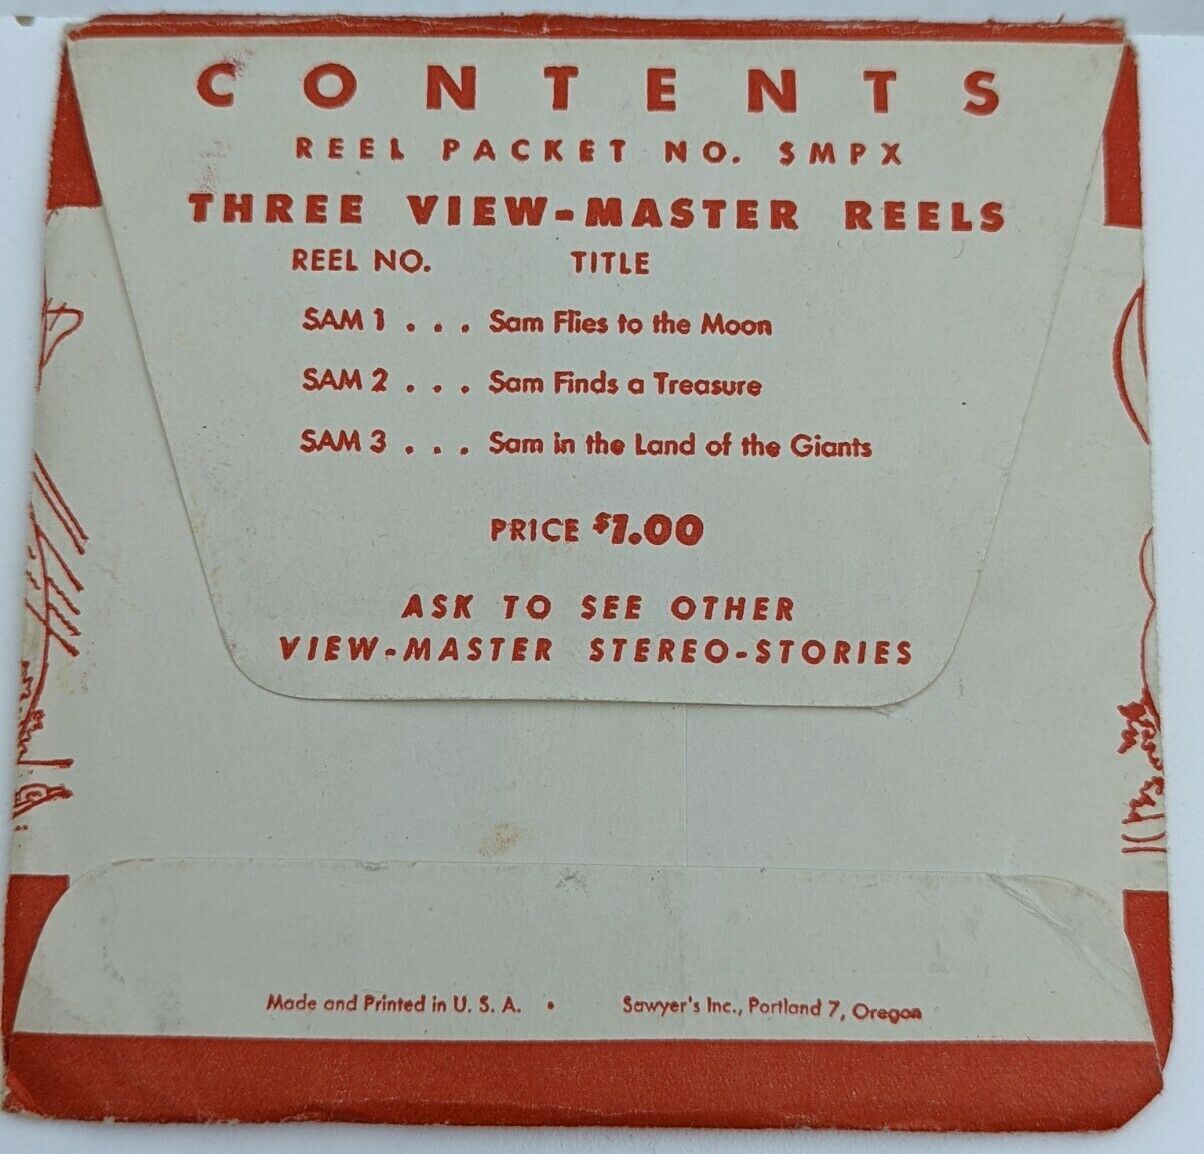 CONTENTS
REEL PACKET NO. SMPX
THREE VIEW-MASTER REELS
REEL NO. TITLE
SAM 1 . . . Sam Flies to the Moon
SAM 2 . . . Sam Finds a Treasure
SAM 3 . . . Sam in the Land of the Giants
PRICE $1.00
ASK TO SEE OTHER
VIEW-MASTER STEREO-STORIES
Made and Printed in U. S. A. • Sawyer's Inc., Portland 7, Oregon